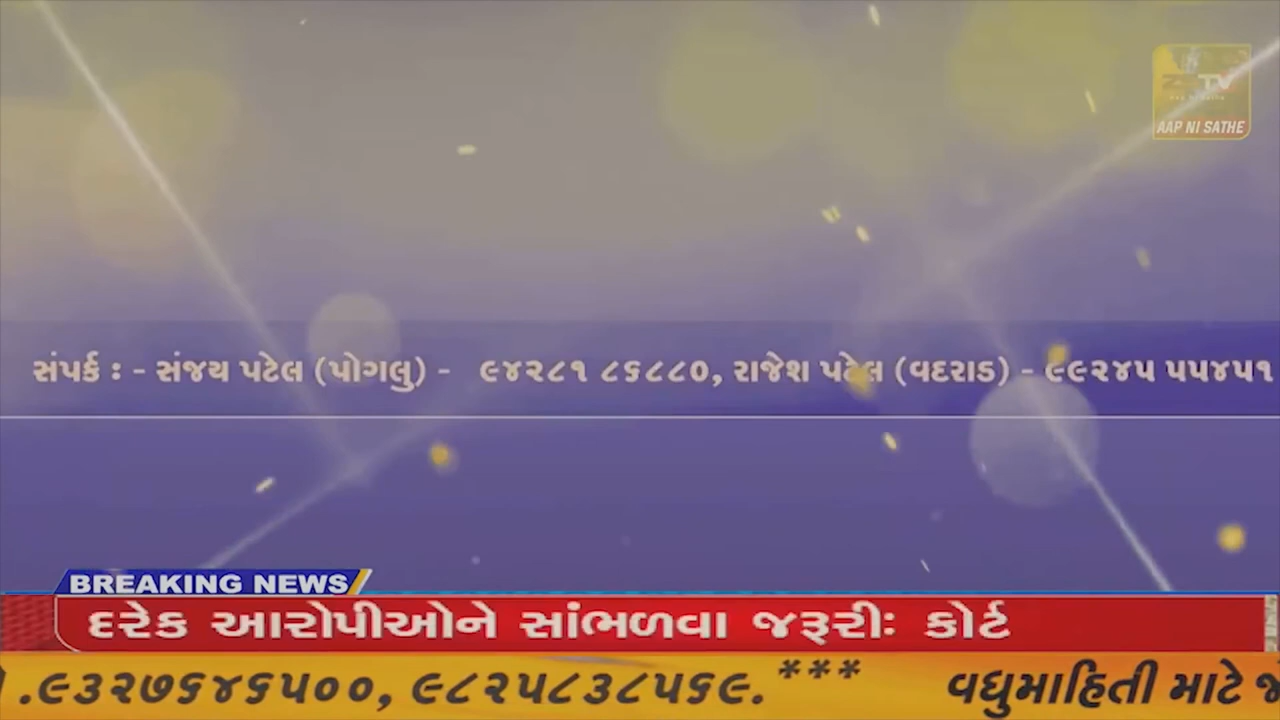 TV
AAP NI SATHE
સંપર્ક : - સંજય પટેલ (પોગલુ) - ૯૪૨૮૧ ૮૬૮૮૦, રાજેશ પટેલ (વદરાડ) - ૯૯૨૪૫ ૫૫૪૫૧
BREAKING NEWS
દરેક આરોપીઓને સાંભળવા જરૂરીઃ કોર્ટ
.૯૩૨૭૬૪૬૫૦૦, ૯૮૨૫૮૩૮૫૬૯.*** વધુમાહિતી માટે